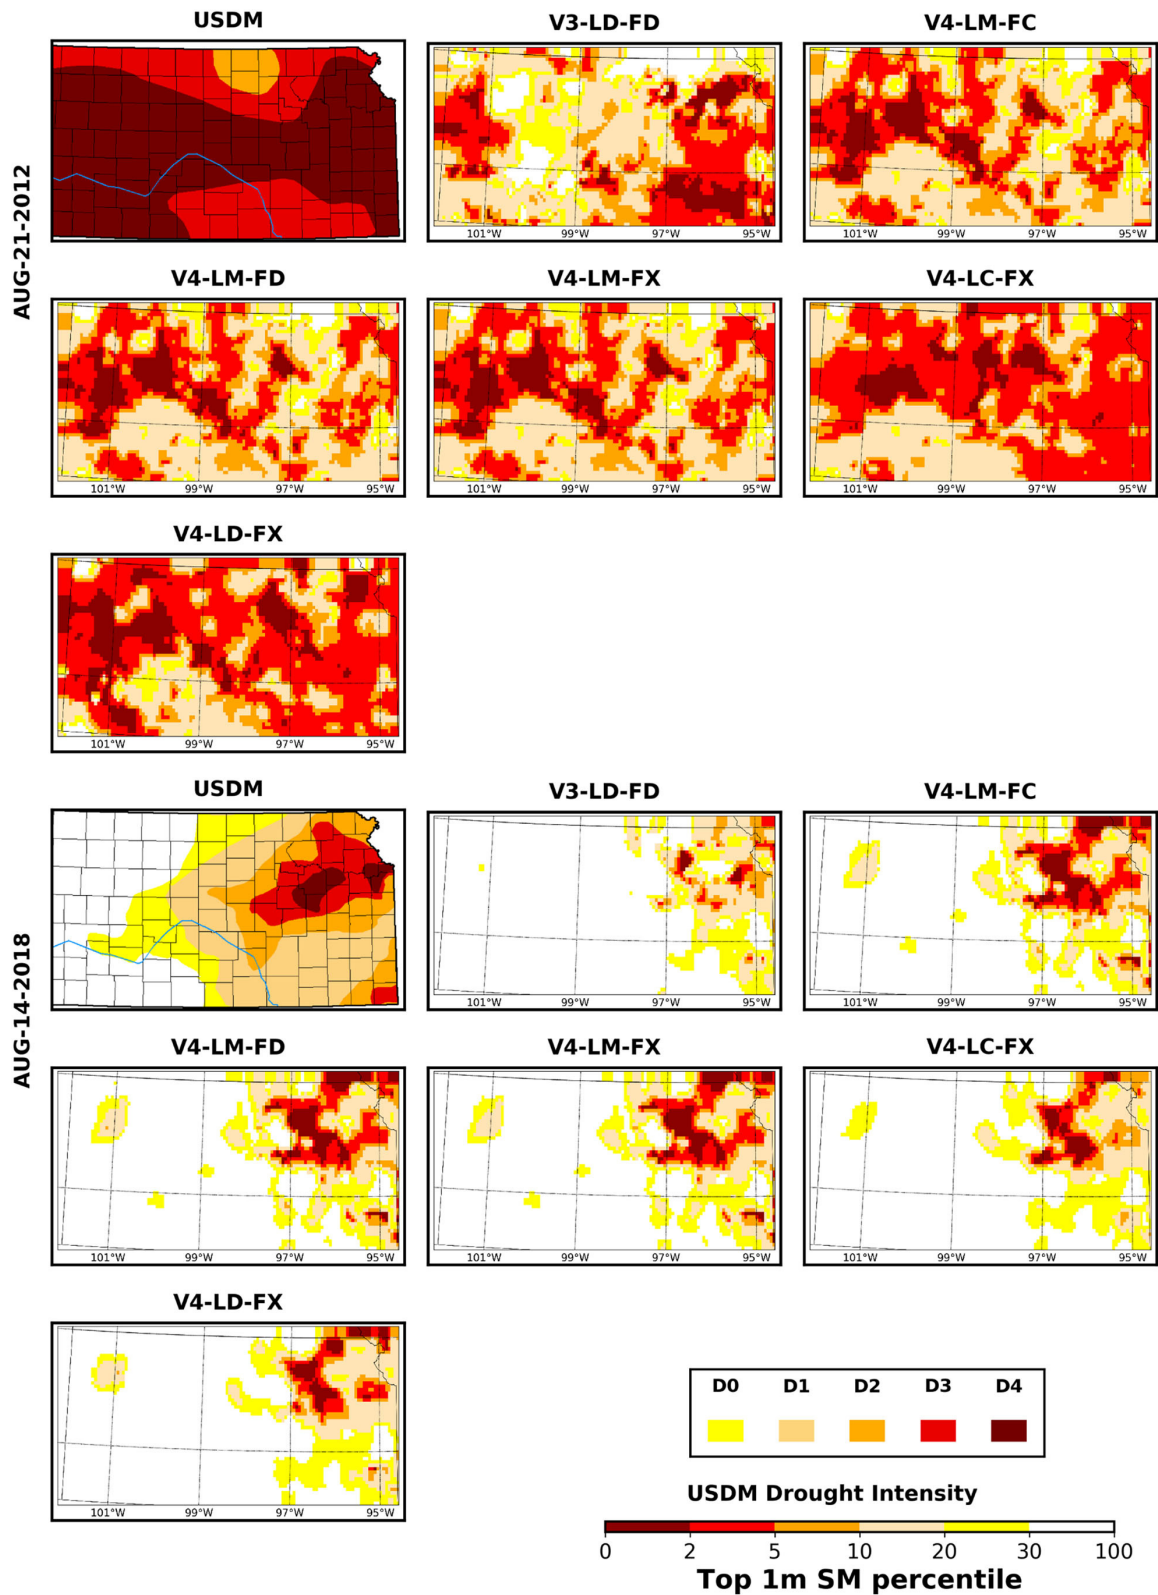 USDM V3-LD-FD V4-LM-FC
AUG-21-2012
101°W 99°W 97°W 95°W 101°W 99°W 97°W 95°W
V4-LM-FD V4-LM-FX V4-LC-FX
101°W 99°W 97°W 95°W 101°W 99°W 97°W 95°W 101°W 99°W 97°W 95°W
V4-LD-FX
101°W 99°W 97°W 95°W
USDM V3-LD-FD V4-LM-FC
AUG-14-2018
101°W 99°W 97°W 95°W 101°W 99°W 97°W 95°W
V4-LM-FD V4-LM-FX V4-LC-FX
101°W 99°W 97°W 95°W 101°W 99°W 97°W 95°W 101°W 99°W 97°W 95°W
V4-LD-FX
101°W 99°W 97°W 95°W
D0 D1 D2 D3 D4
USDM Drought Intensity
0 2 5 10 20 30 100
Top 1m SM percentile